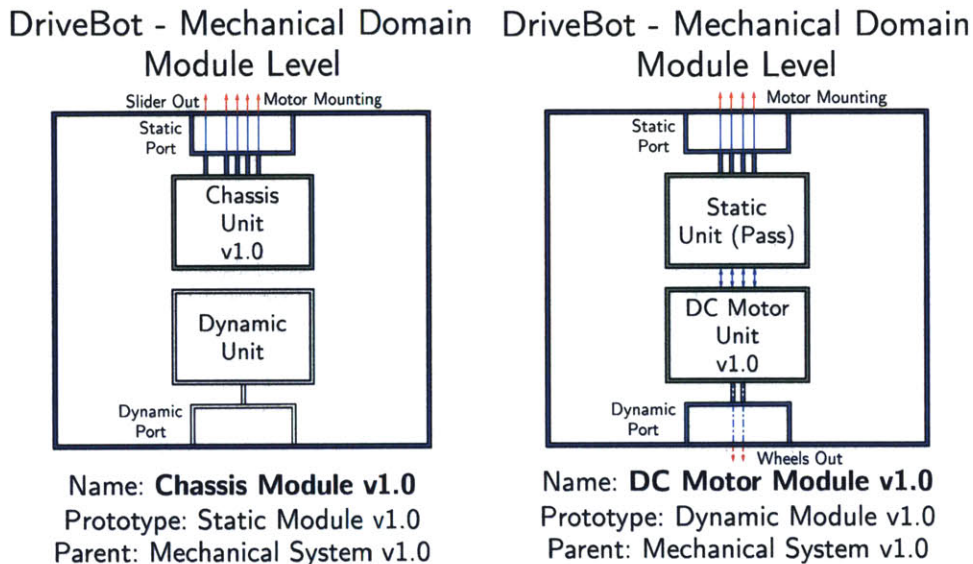 DriveBot - Mechanical Domain
Module Level
Slider Out
Motor Mounting
Static
Port
Chassis
Unit
v1.0
Dynamic
Unit
Dynamic
Port
Name: Chassis Module v1.0
Prototype: Static Module v1.0
Parent: Mechanical System v1.0
DriveBot - Mechanical Domain
Module Level
Motor Mounting
Static
Port
Static
Unit (Pass)
DC Motor
Unit
v1.0
Dynamic
Port
Wheels Out
Name: DC Motor Module v1.0
Prototype: Dynamic Module v1.0
Parent: Mechanical System v1.0